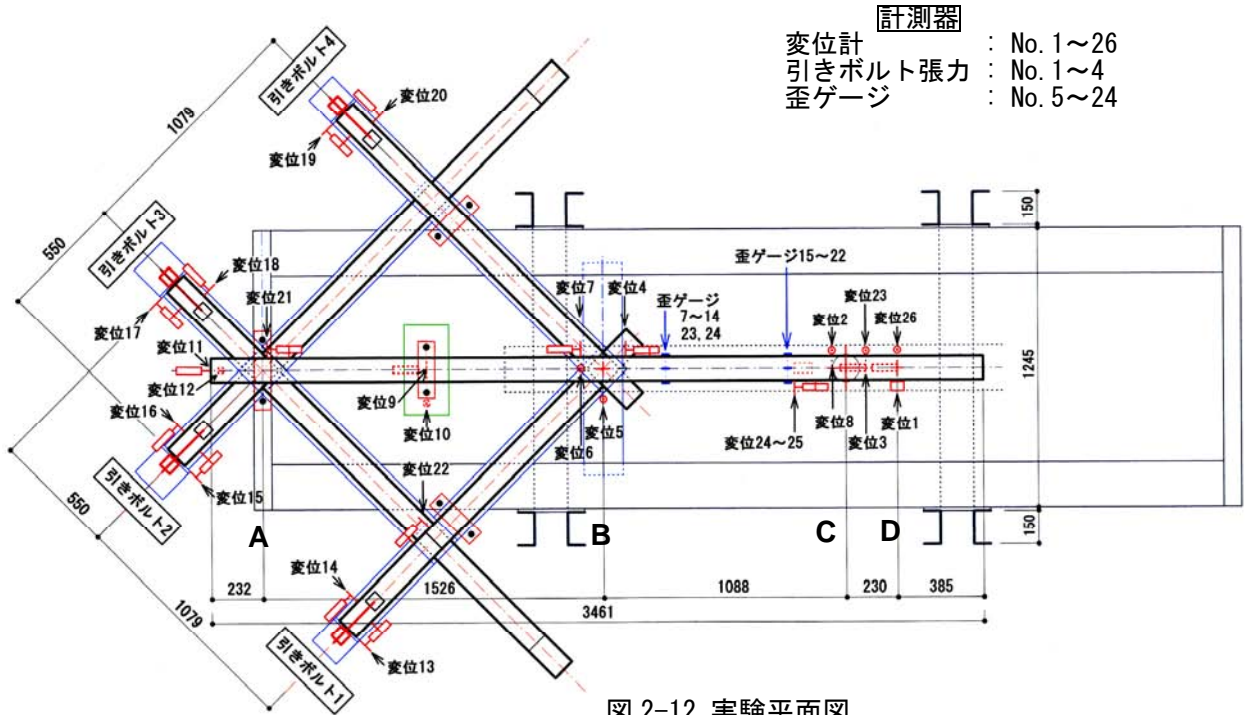 計測器
変位計 : No.1～26
引きボルト張力 : No.1～4
歪ゲージ : No.5～24
引きボルト4
変位20
1079
変位19
150
引きボルト3
550
変位18
変位17
変位21
変位7
変位4
歪ゲージ15～22
歪ゲージ
7～14
23,24
変位23
変位2
変位26
変位11
変位12
変位16
変位9
変位10
変位5
変位6
変位24～25
変位8
変位3
変位1
1245
変位22
変位15
引きボルト2
550
A
B
C
D
150
変位14
232
1526
1088
230
385
3461
1079
変位13
引きボルト1
図2-12 実験平面図